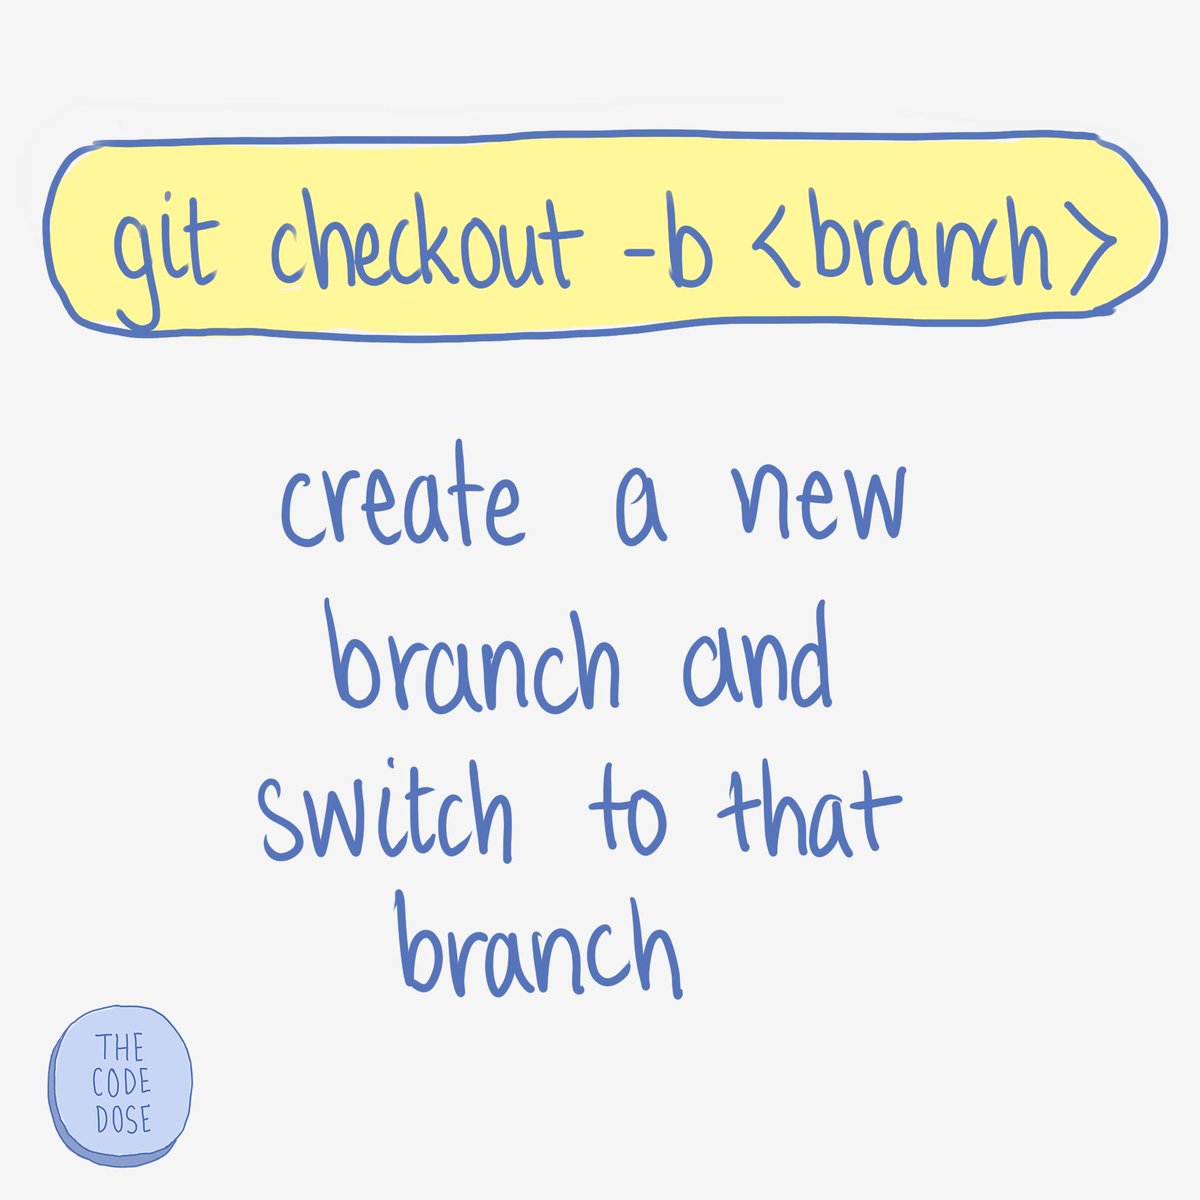 git checkout -b <branch>
create a new
branch and
switch to that
branch
THE
CODE
DOSE